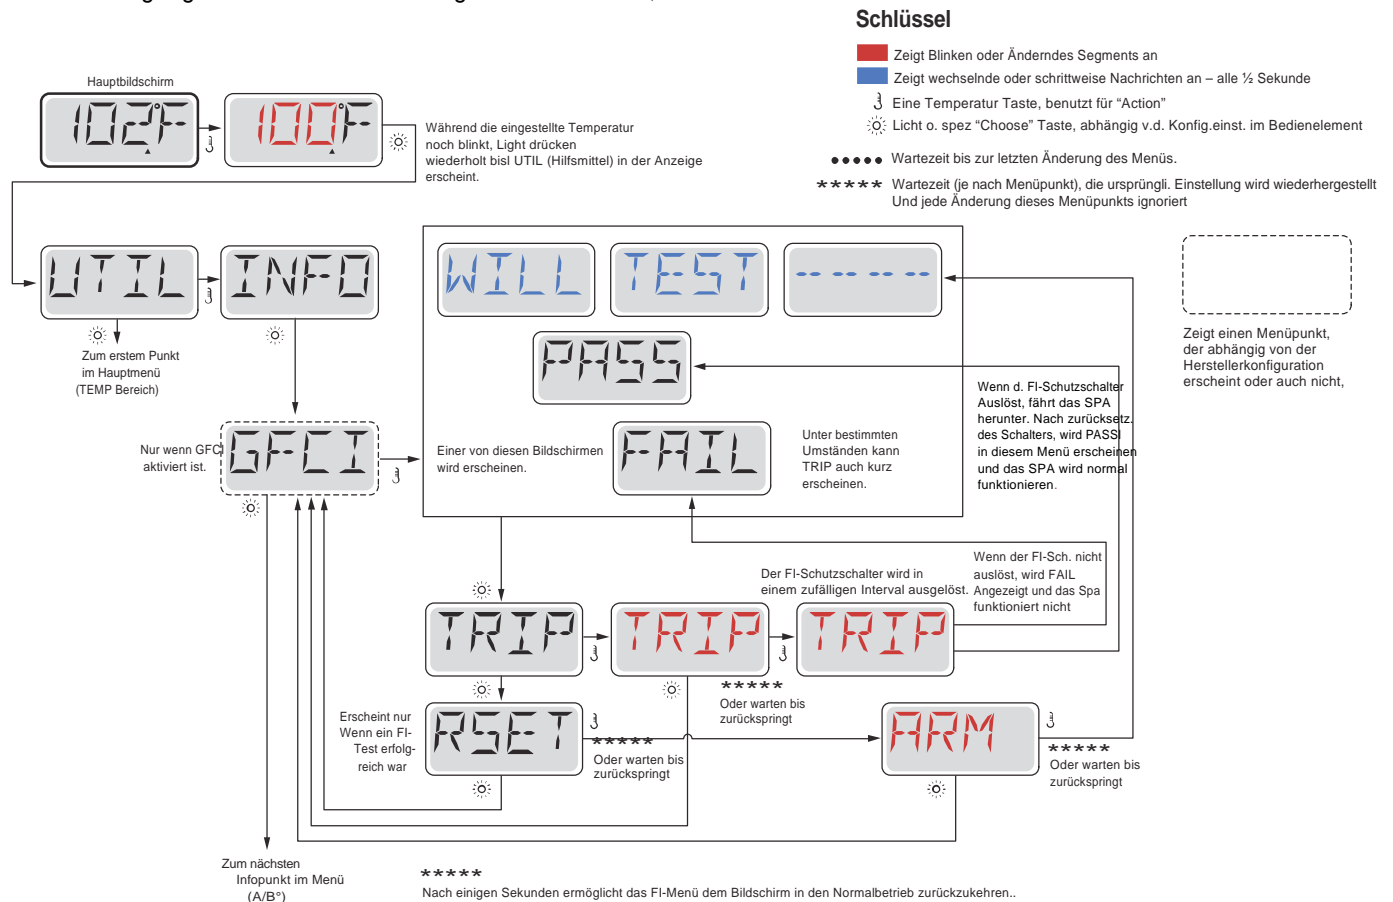 Schlüssel
Zeigt Blinken oder Änderndes Segments an
Zeigt wechselnde oder schrittweise Nachrichten an – alle ½ Sekunde
Eine Temperatur Taste, benutzt für “Action”
Licht o. spez “Choose” Taste, abhängig v.d. Konfig.einst. im Bedienelement
Wartezeit bis zur letzten Änderung des Menüs.
***** Wartezeit (je nach Menüpunkt), die ursprüngli. Einstellung wird wiederhergestellt
Und jede Änderung dieses Menüpunkts ignoriert
Hauptbildschirm
102°F
100°F
Während die eingestellte Temperatur
noch blinkt, Light drücken
wiederholt bisl UTIL (Hilfsmittel) in der Anzeige
erscheint.
UTIL
INFO
WILL
TEST
-- -- -- --
Zum erstem Punkt
im Hauptmenü
(TEMP Bereich)
PASS
Zeigt einen Menüpunkt,
der abhängig von der
Herstellerkonfiguration
erscheint oder auch nicht,
Wenn d. FI-Schutzschalter
Auslöst, fährt das SPA
herunter. Nach zurücksetz.
des Schalters, wird PASSI
in diesem Menü erscheinen
und das SPA wird normal
funktionieren.
Nur wenn GFCI
aktiviert ist.
GFCI
Einer von diesen Bildschirmen
wird erscheinen.
FAIL
Unter bestimmten
Umständen kann
TRIP auch kurz
erscheinen.
Der FI-Schutzschalter wird in
einem zufälligen Interval ausgelöst.
Wenn der FI-Sch. nicht
auslöst, wird FAIL
Angezeigt und das Spa
funktioniert nicht
TRIP
TRIP
TRIP
*****
Oder warten bis
zurückspringt
Erscheint nur
Wenn ein FI-
Test erfolg-
reich war
RSET
*****
Oder warten bis
zurückspringt
ARM
*****
Oder warten bis
zurückspringt
Zum nächsten
Infopunkt im Menü
(A/B°)
*****
Nach einigen Sekunden ermöglicht das FI-Menü dem Bildschirm in den Normalbetrieb zurückzukehren..